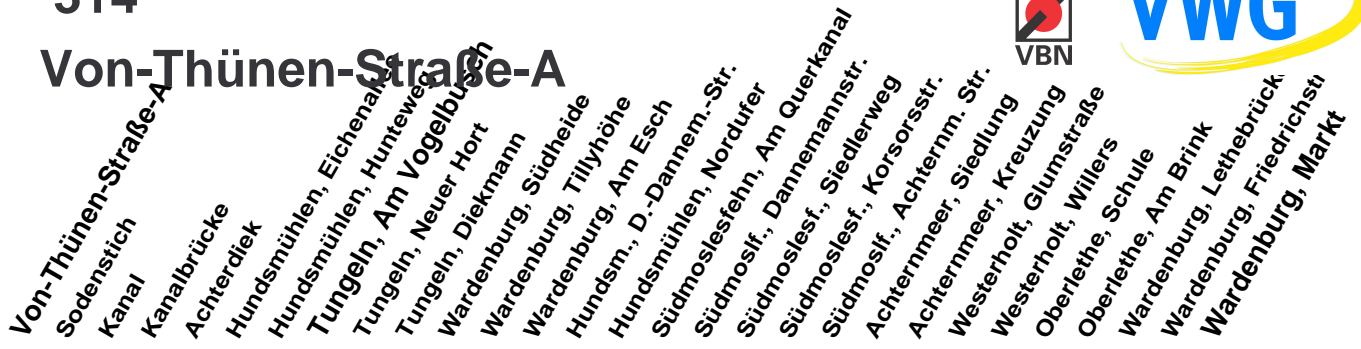 314
Von-Thünen-Straße-A
VBN
VWG
Von-Thünen-Straße-A
Sodenstich
Kanal
Kanalbrücke
Achterdiek
Hundsmühlen, Eichenallee
Hundsmühlen, Hunteweg
Tungeln, Am Vogelbusch
Tungeln, Neuer Hort
Tungeln, Diekmann
Wardenburg, Südheide
Wardenburg, Tillyhöhe
Wardenburg, Am Esch
Hundsm., D.-Dannem.-Str.
Hundsmühlen, Nordufer
Südmoslesfehn, Am Querkanal
Südmoslf., Dannemannstr.
Südmoslesf., Siedlerweg
Südmoslesf., Korsorsstr.
Südmoslf., Achternm. Str.
Achternmeer, Siedlung
Achternmeer, Kreuzung
Westerholt, Glumstraße
Westerholt, Willers
Oberlethe, Schule
Oberlethe, Am Brink
Wardenburg, Lethebrück
Wardenburg, Friedrichstr
Wardenburg, Markt